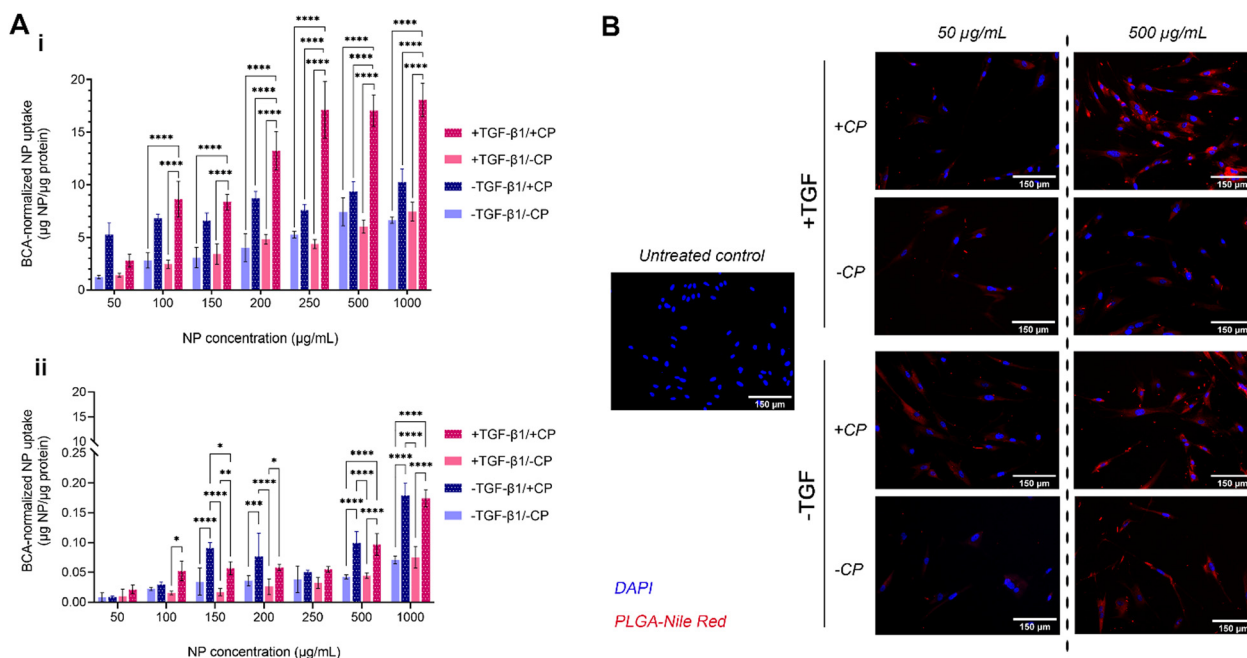 A
i
BCA-normalized NP uptake
(µg NP/µg protein)
20
15
10
5
0
**** **** **** **** **** ****
**** **** **** **** **** ****
**** **** **** ****
50 100 150 200 250 500 1000
NP concentration (µg/mL)
+TGF-β1/+CP
+TGF-β1/-CP
-TGF-β1/+CP
-TGF-β1/-CP
ii
BCA-normalized NP uptake
(µg NP/µg protein)
20
15
10
0.25
0.20
0.15
0.10
0.05
0.00
*
* ** **** ****
*** **** *
**** **** **** ****
**** **** **** ****
50 100 150 200 250 500 1000
NP concentration (µg/mL)
+TGF-β1/+CP
+TGF-β1/-CP
-TGF-β1/+CP
-TGF-β1/-CP
B
50 µg/mL
500 µg/mL
+TGF
+CP
150 µm
150 µm
-CP
150 µm
150 µm
Untreated control
150 µm
-TGF
+CP
150 µm
150 µm
-CP
150 µm
150 µm
DAPI
PLGA-Nile Red